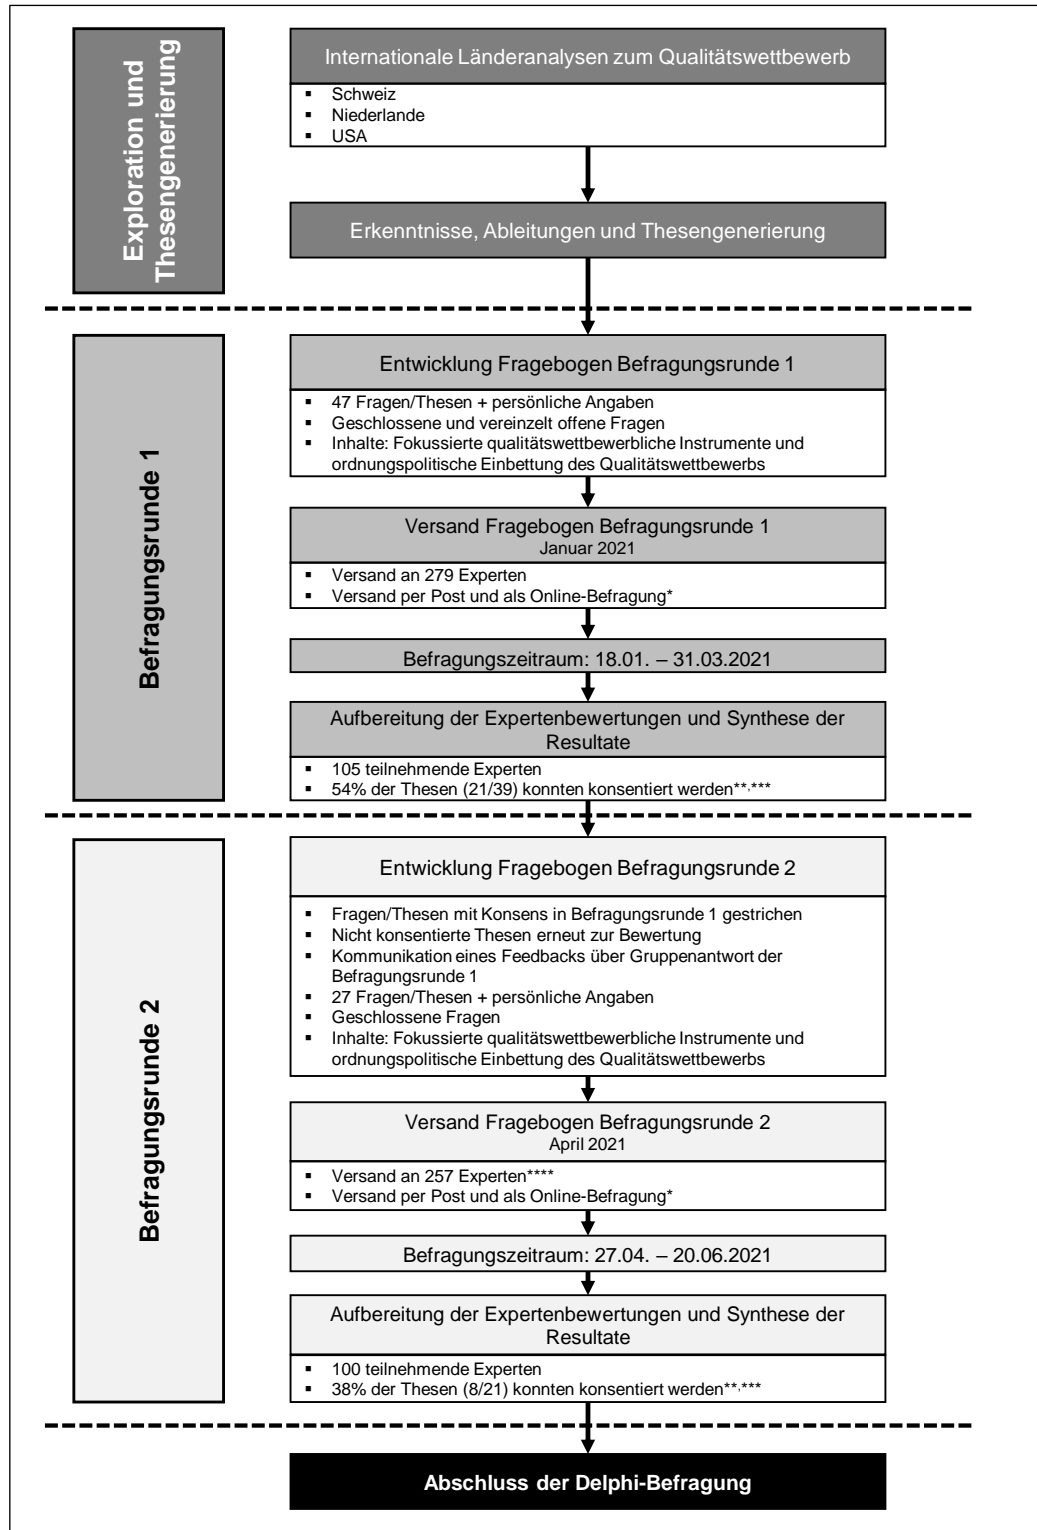 Exploration und
Thesengenerierung
Internationale Länderanalysen zum Qualitätswettbewerb
▪ Schweiz
▪ Niederlande
▪ USA
Erkenntnisse, Ableitungen und Thesengenerierung
Befragungsrunde 1
Entwicklung Fragebogen Befragungsrunde 1
▪ 47 Fragen/Thesen + persönliche Angaben
▪ Geschlossene und vereinzelt offene Fragen
▪ Inhalte: Fokussierte qualitätswettbewerbliche Instrumente und
ordnungspolitische Einbettung des Qualitätswettbewerbs
Versand Fragebogen Befragungsrunde 1
Januar 2021
▪ Versand an 279 Experten
▪ Versand per Post und als Online-Befragung*
Befragungszeitraum: 18.01. – 31.03.2021
Aufbereitung der Expertenbewertungen und Synthese der
Resultate
▪ 105 teilnehmende Experten
▪ 54% der Thesen (21/39) konnten konsentiert werden**,***
Befragungsrunde 2
Entwicklung Fragebogen Befragungsrunde 2
▪ Fragen/Thesen mit Konsens in Befragungsrunde 1 gestrichen
▪ Nicht konsentierte Thesen erneut zur Bewertung
▪ Kommunikation eines Feedbacks über Gruppenantwort der
Befragungsrunde 1
▪ 27 Fragen/Thesen + persönliche Angaben
▪ Geschlossene Fragen
▪ Inhalte: Fokussierte qualitätswettbewerbliche Instrumente und
ordnungspolitische Einbettung des Qualitätswettbewerbs
Versand Fragebogen Befragungsrunde 2
April 2021
▪ Versand an 257 Experten****
▪ Versand per Post und als Online-Befragung*
Befragungszeitraum: 27.04. – 20.06.2021
Aufbereitung der Expertenbewertungen und Synthese der
Resultate
▪ 100 teilnehmende Experten
▪ 38% der Thesen (8/21) konnten konsentiert werden**,***
Abschluss der Delphi-Befragung